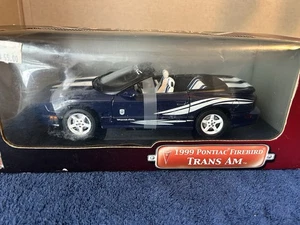 1999 PONTIAC FIREBIRD
TRANS AM